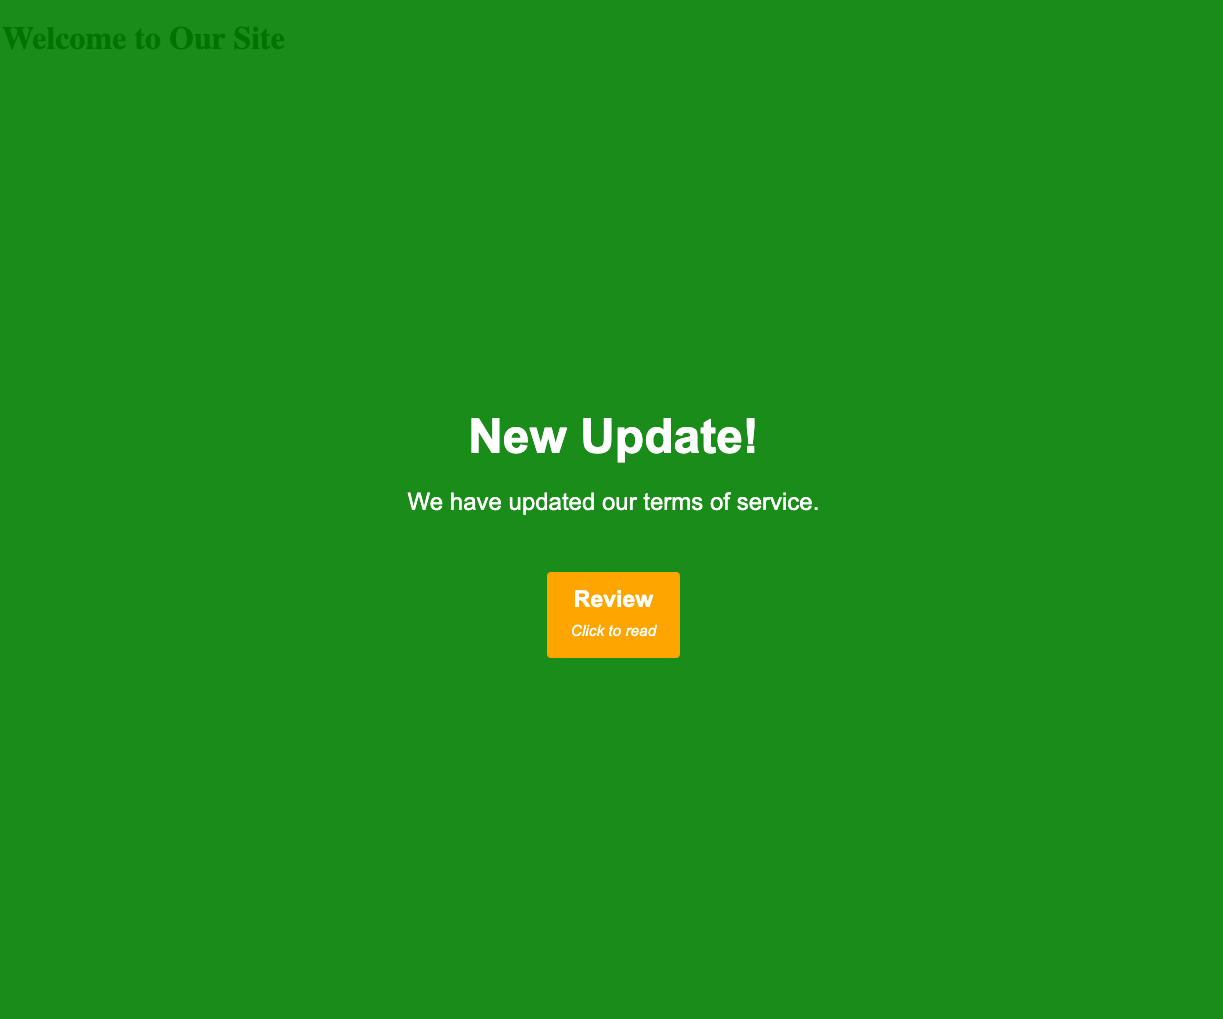 Welcome to Our Site
New Update!
We have updated our terms of service.
Review
Click to read